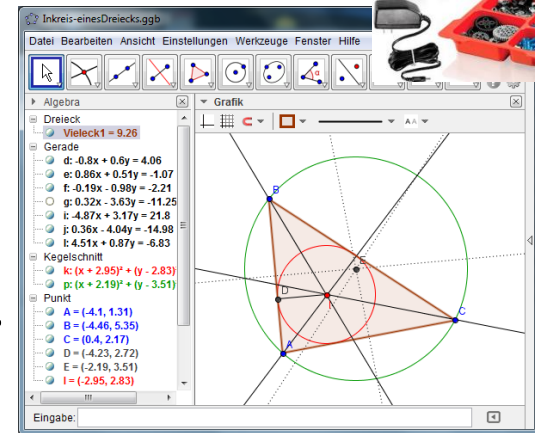 Inkreis-einesDreiecks.ggb
Datei Bearbeiten Ansicht Einstellungen Werkzeuge Fenster Hilfe
α
Algebra
Grafik
AA
Dreieck
Vieleck1 = 9.26
Gerade
d: -0.8x + 0.6y = 4.06
e: 0.86x + 0.51y = -1.07
f: -0.19x - 0.98y = -2.21
g: 0.32x - 3.63y = -11.25
i: -4.87x + 3.17y = 21.8
j: 0.36x - 4.04y = -14.98
l: 4.51x + 0.87y = -6.83
Kegelschnitt
k: (x + 2.95)² + (y - 2.83)
p: (x + 2.19)² + (y - 3.51)
Punkt
A = (-4.1, 1.31)
B = (-4.46, 5.35)
C = (0.4, 2.17)
D = (-4.23, 2.72)
E = (-2.19, 3.51)
I = (-2.95, 2.83)
B
E
D
I
C
A
Eingabe: